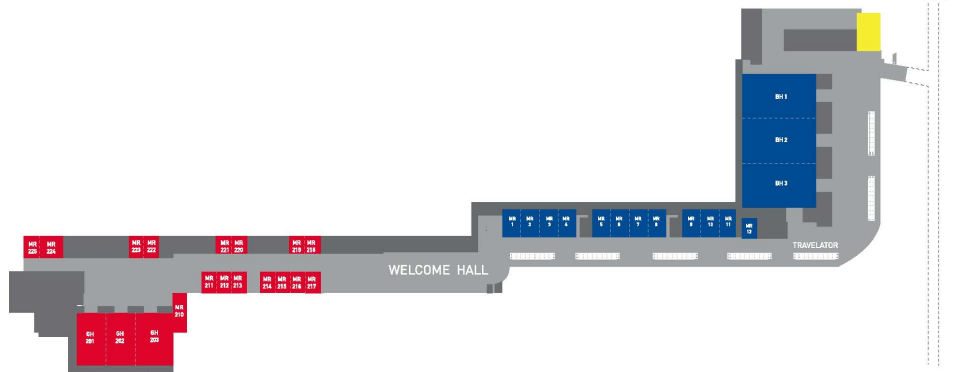 BH 1
BH 2
BH 3
MR 1
MR 2
MR 3
MR 4
MR 5
MR 6
MR 7
MR 8
MR 9
MR 10
MR 11
MR 12
TRAVELATOR
WELCOME HALL
MR 225
MR 224
MR 223
MR 222
MR 221
MR 220
MR 219
MR 218
MR 211
MR 212
MR 213
MR 214
MR 215
MR 216
MR 217
MR 210
GH 201
GH 202
GH 203